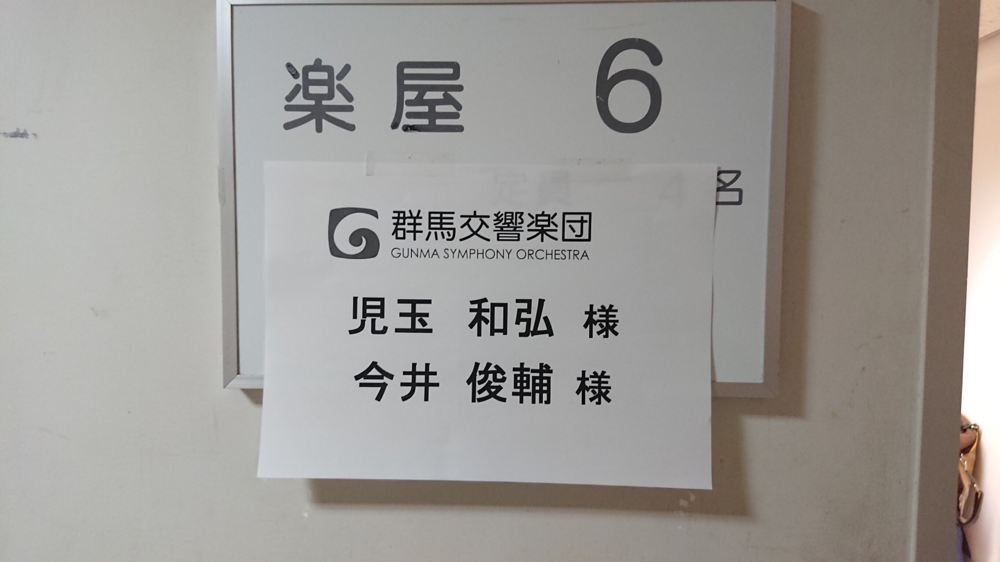 楽屋 6
名
群馬交響楽団
GUNMA SYMPHONY ORCHESTRA
児玉 和弘 様
今井 俊輔 様